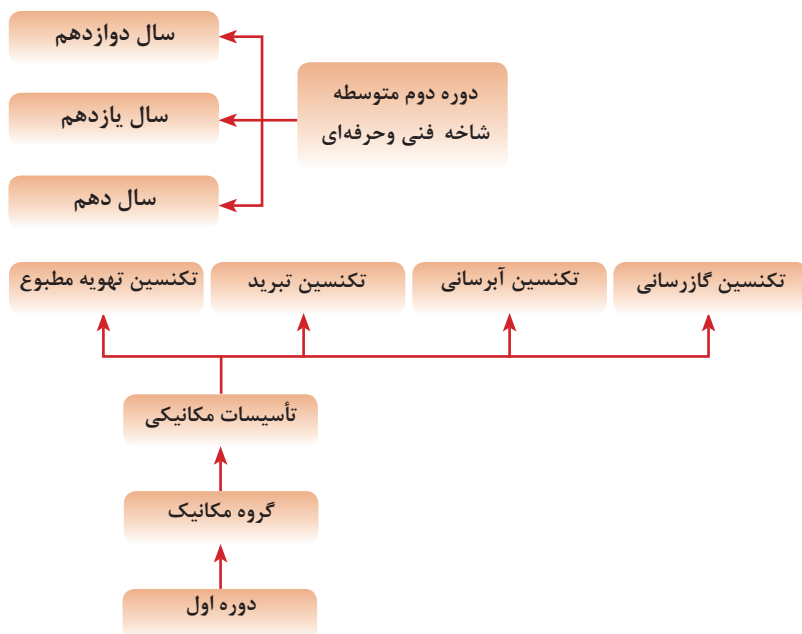 سال دوازدهم
دوره دوم متوسطه
شاخه فنی وحرفه‌ای
سال یازدهم
سال دهم
تکنسین گازرسانی
تکنسین آبرسانی
تکنسین تبرید
تکنسین تهویه مطبوع
تأسیسات مکانیکی
گروه مکانیک
دوره اول